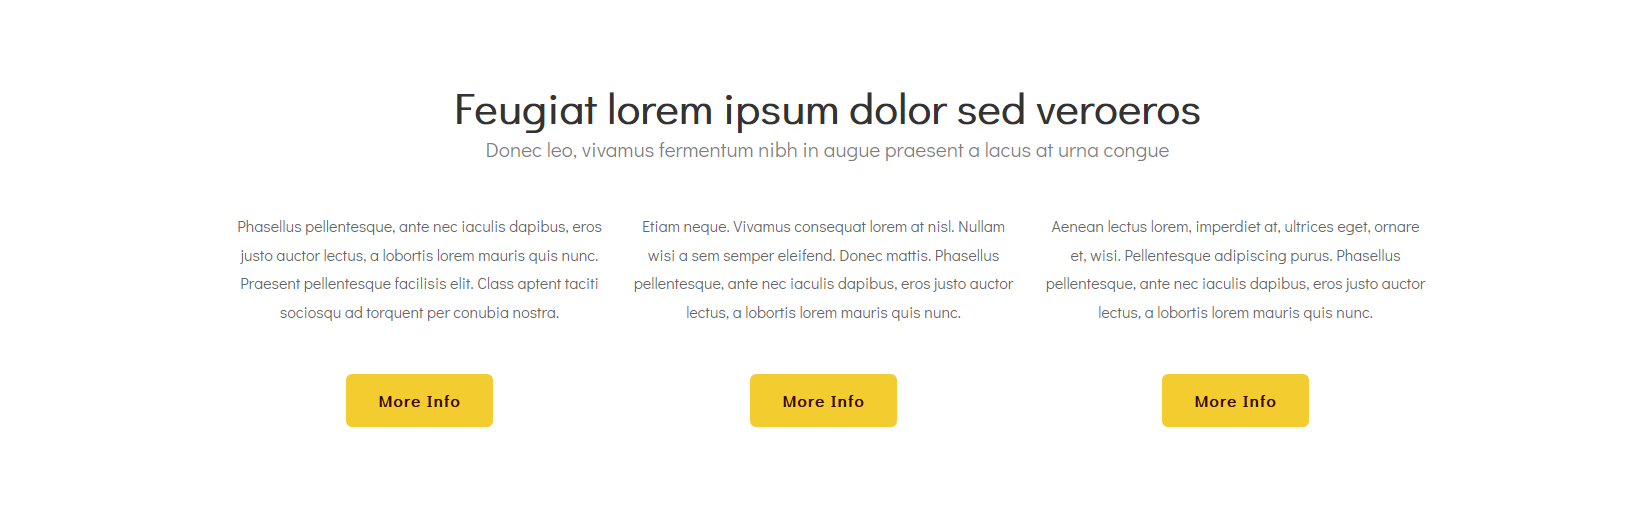 Feugiat lorem ipsum dolor sed veroeros
Donec leo, vivamus fermentum nibh in augue praesent a lacus at urna congue
Phasellus pellentesque, ante nec iaculis dapibus, eros
justo auctor lectus, a lobortis lorem mauris quis nunc.
Praesent pellentesque facilisis elit. Class aptent taciti
sociosqu ad torquent per conubia nostra.
More Info
Etiam neque. Vivamus consequat lorem at nisl. Nullam
wisi a sem semper eleifend. Donec mattis. Phasellus
pellentesque, ante nec iaculis dapibus, eros justo auctor
lectus, a lobortis lorem mauris quis nunc.
More Info
Aenean lectus lorem, imperdiet at, ultrices eget, ornare
et, wisi. Pellentesque adipiscing purus. Phasellus
pellentesque, ante nec iaculis dapibus, eros justo auctor
lectus, a lobortis lorem mauris quis nunc.
More Info